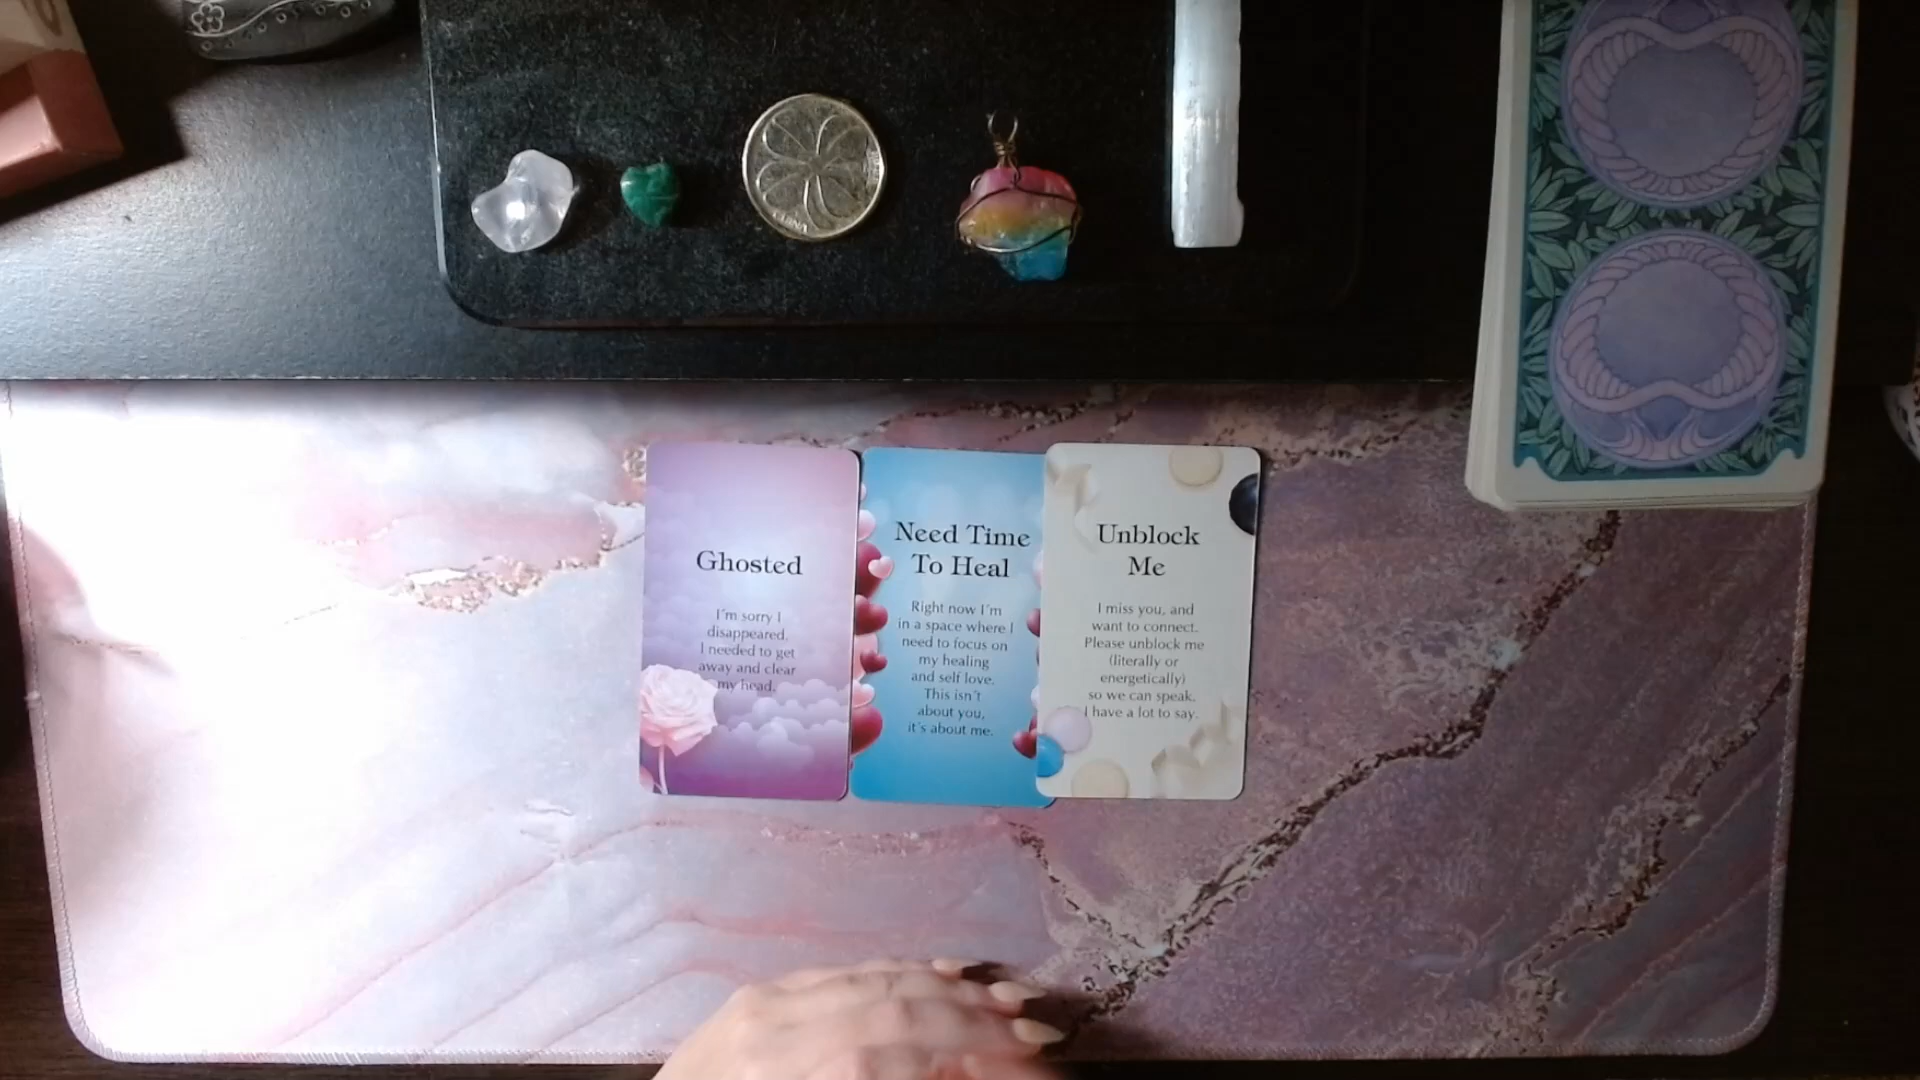 Ghosted
I'm sorry I
disappeared.
I needed to get
away and clear
my head.
Need Time
To Heal
Right now I'm
in a space where I
need to focus on
my healing
and self love.
This isn't
about you,
it's about me.
Unblock
Me
I miss you, and
want to connect.
Please unblock me
(literally or
energetically)
so we can speak.
I have a lot to say.